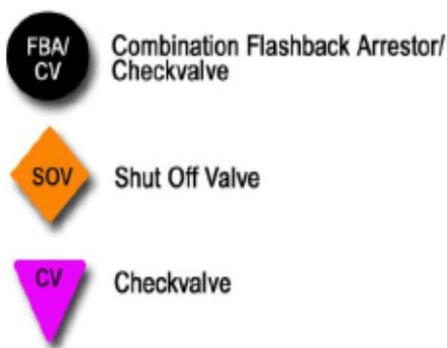 FBA/
CV
Combination Flashback Arrestor/
Checkvalve
SOV
Shut Off Valve
CV
Checkvalve